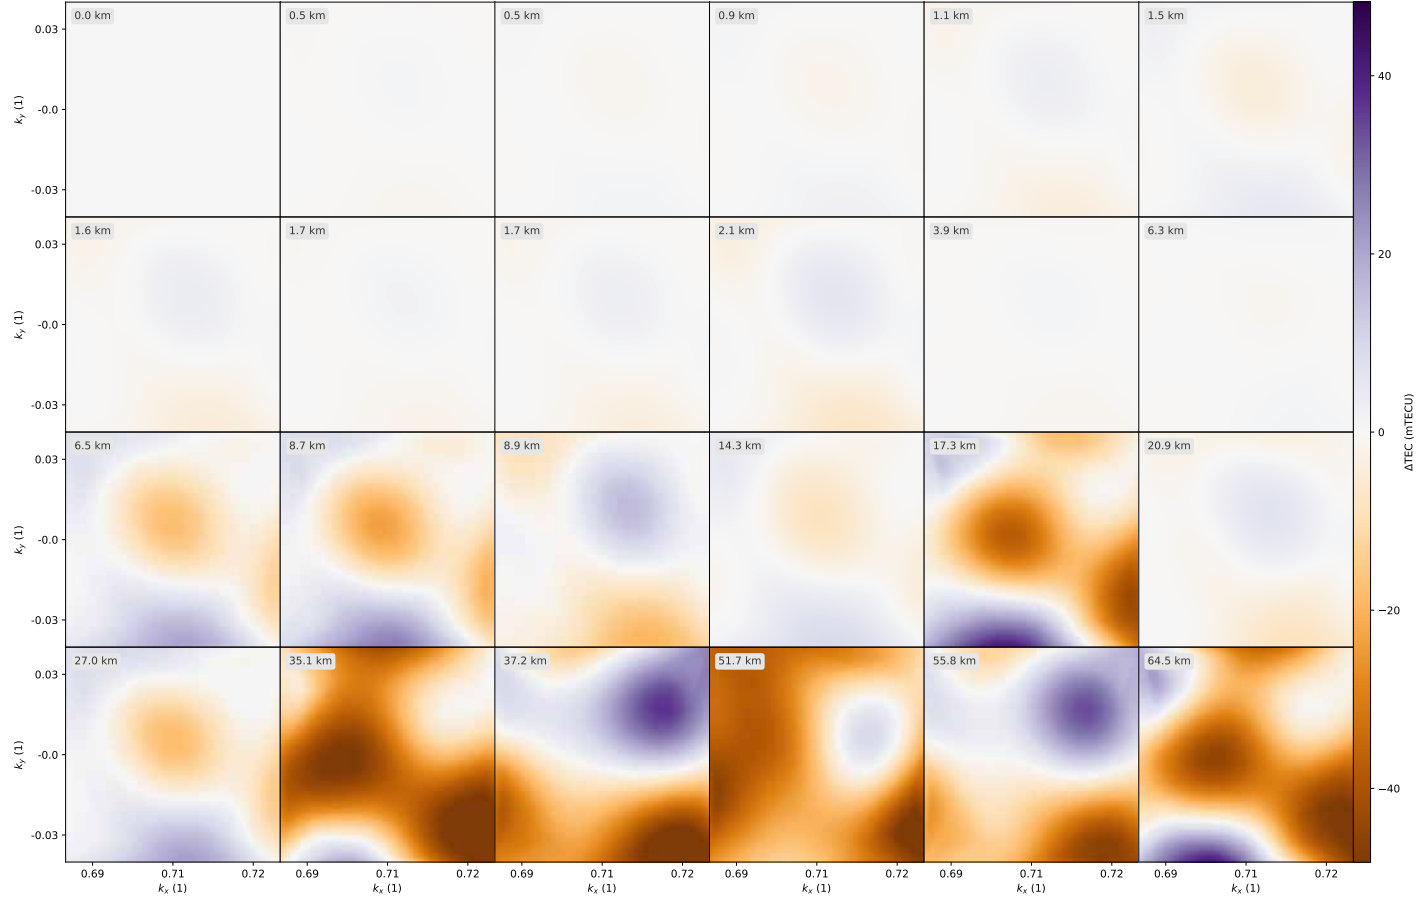 0.0 km 0.5 km 0.5 km 0.9 km 1.1 km 1.5 km
0.03
-0.0
-0.03
k_y (1)
1.6 km 1.7 km 1.7 km 2.1 km 3.9 km 6.3 km
0.03
-0.0
-0.03
k_y (1)
6.5 km 8.7 km 8.9 km 14.3 km 17.3 km 20.9 km
0.03
-0.0
-0.03
k_y (1)
27.0 km 35.1 km 37.2 km 51.7 km 55.8 km 64.5 km
0.03
-0.0
-0.03
k_y (1)
0.69 0.71 0.72 0.69 0.71 0.72 0.69 0.71 0.72 0.69 0.71 0.72 0.69 0.71 0.72 0.69 0.71 0.72
k_x (1) k_x (1) k_x (1) k_x (1) k_x (1) k_x (1)
40
20
0
−20
−40
ΔTEC (mTECU)